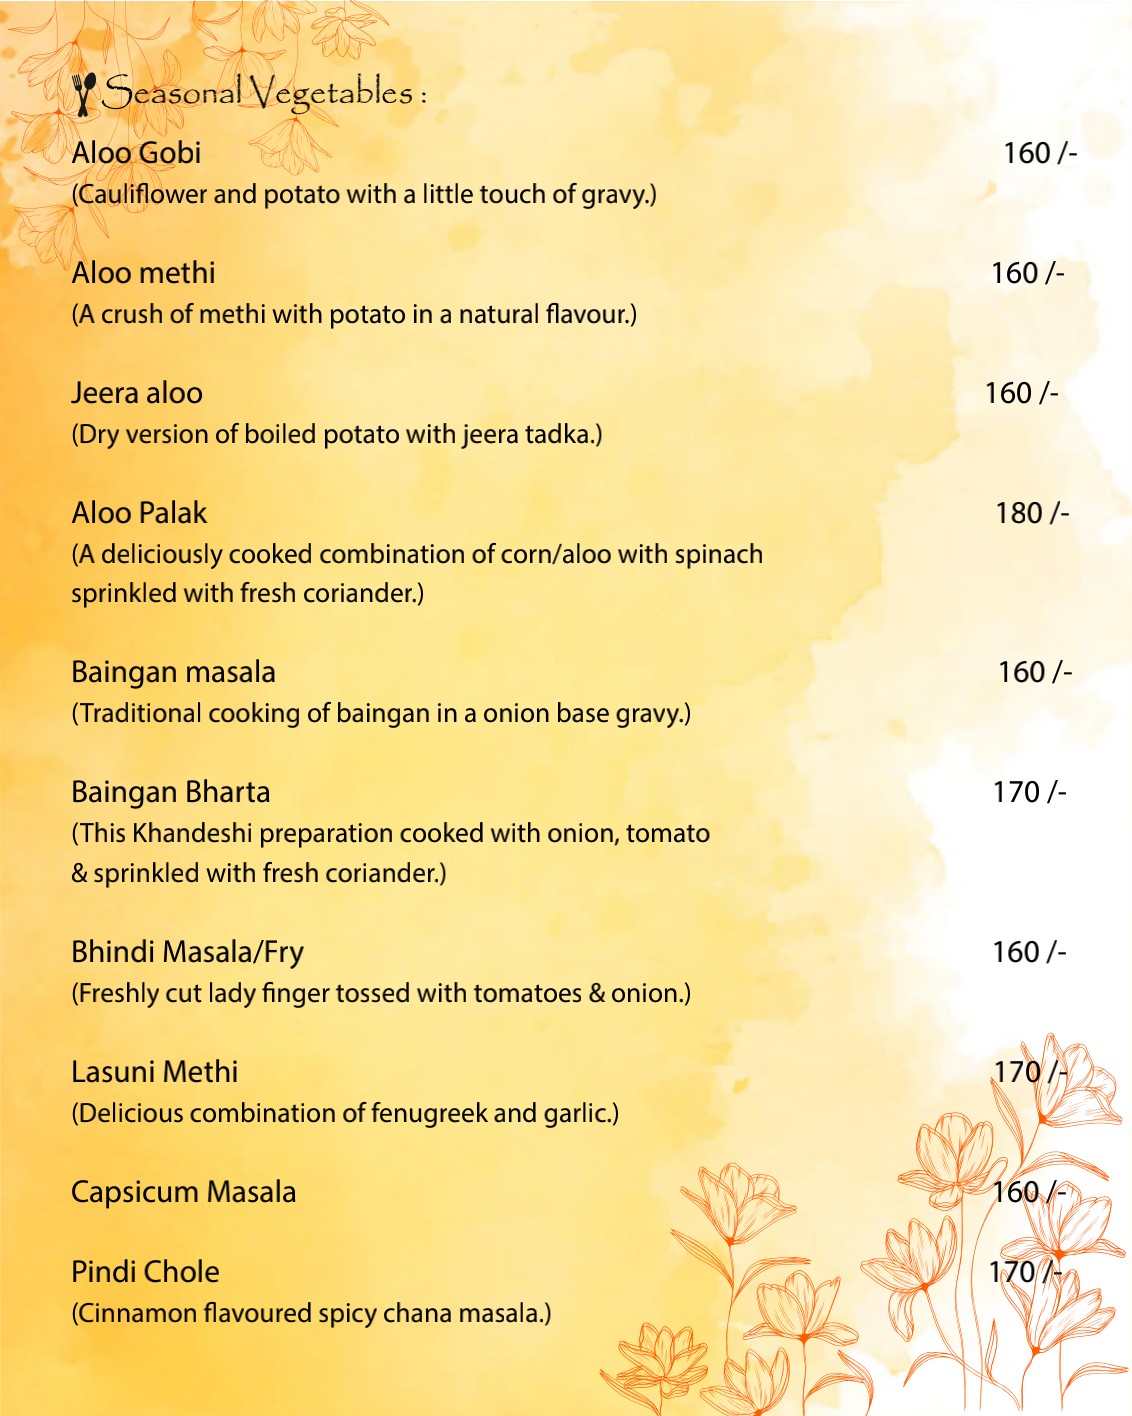 Seasonal Vegetables :
Aloo Gobi 160 /-
(Cauliflower and potato with a little touch of gravy.)
Aloo methi 160 /-
(A crush of methi with potato in a natural flavour.)
Jeera aloo 160 /-
(Dry version of boiled potato with jeera tadka.)
Aloo Palak 180 /-
(A deliciously cooked combination of corn/aloo with spinach
sprinkled with fresh coriander.)
Baingan masala 160 /-
(Traditional cooking of baingan in a onion base gravy.)
Baingan Bharta 170 /-
(This Khandeshi preparation cooked with onion, tomato
& sprinkled with fresh coriander.)
Bhindi Masala/Fry 160 /-
(Freshly cut lady finger tossed with tomatoes & onion.)
Lasuni Methi 170 /-
(Delicious combination of fenugreek and garlic.)
Capsicum Masala 160 /-
Pindi Chole 170 /-
(Cinnamon flavoured spicy chana masala.)